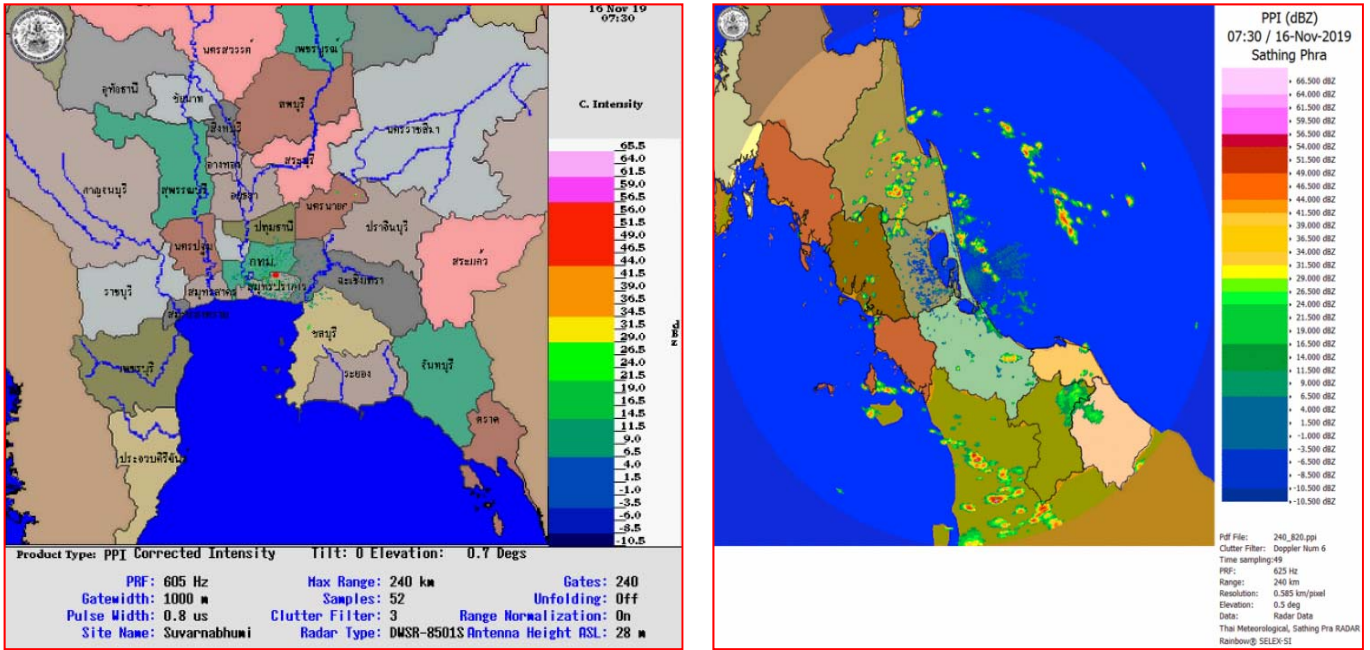 16 Nov 19
07:30
C. Intensity
65.5
64.0
61.5
59.0
56.5
56.0
51.5
49.0
46.5
44.0
41.5
39.0
36.5
34.5
31.5
29.0
26.5
24.0
21.5
19.0
16.5
14.5
11.5
9.0
6.5
4.0
1.5
-1.0
-3.5
-6.0
-8.5
-10.5
นครสวรรค์
เพชรบูรณ์
อุทัยธานี
ชัยนาท
ลพบุรี
สิงห์บุรี
นครราชสีมา
อ่างทอง
สระบุรี
กาญจนบุรี
สุพรรณบุรี
อยุธยา
นครนายก
ปทุมธานี
ปราจีนบุรี
นครปฐม
กทม.
สระแก้ว
ฉะเชิงเทรา
ราชบุรี
สมุทรสาคร
สมุทรปราการ
สมุทรสงคราม
ชลบุรี
เพชรบุรี
ระยอง
จันทบุรี
ตราด
ประจวบคีรีขันธ์
Product Type: PPI Corrected Intensity Tilt: 0 Elevation: 0.7 Degs
PRF: 605 Hz Max Range: 240 km Gates: 240
Gatewidth: 1000 m Samples: 52 Unfolding: Off
Pulse Width: 0.8 us Clutter Filter: 3 Range Normalization: On
Site Name: Suvarnabhumi Radar Type: DWSR-8501S Antenna Height ASL: 28 m
PPI (dBZ)
07:30 / 16-Nov-2019
Sathing Phra
66.500 dBZ
64.000 dBZ
61.500 dBZ
59.500 dBZ
56.500 dBZ
54.000 dBZ
51.500 dBZ
49.000 dBZ
46.500 dBZ
44.000 dBZ
41.500 dBZ
39.000 dBZ
36.500 dBZ
34.000 dBZ
31.500 dBZ
29.000 dBZ
26.500 dBZ
24.000 dBZ
21.500 dBZ
19.000 dBZ
16.500 dBZ
14.000 dBZ
11.500 dBZ
9.000 dBZ
6.500 dBZ
4.000 dBZ
1.500 dBZ
-1.000 dBZ
-3.500 dBZ
-6.500 dBZ
-8.500 dBZ
-10.500 dBZ
-10.500 dBZ
Pdf File: 240_820.ppi
Clutter Filter: Doppler Num 6
Time sampling:49
PRF: 625 Hz
Range: 240 km
Resolution: 0.585 km/pixel
Elevation: 0.5 deg
Data: Radar Data
Thai Meteorological, Sathing Pra RADAR
Rainbow® SELEX-SI